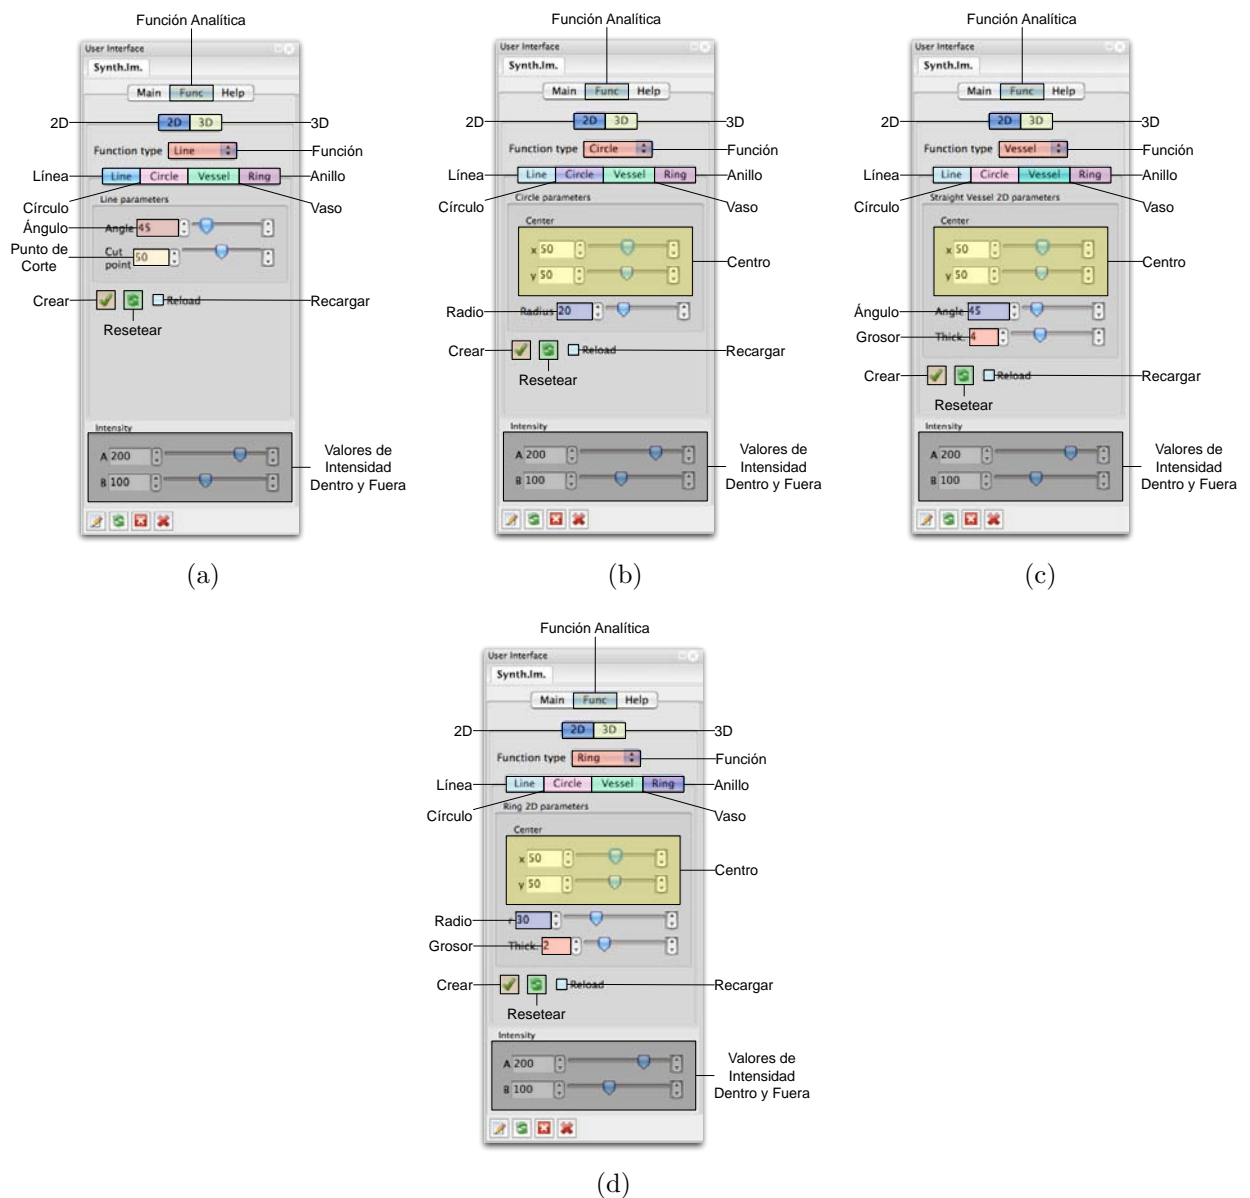 Función Analítica
User Interface
Synth.Im.
Main Func Help
2D 2D 3D 3D
Function type Line Función
Línea Line Circle Vessel Ring Anillo
Círculo Line parameters Vaso
Ángulo Angle 45
Punto de Corte Cut point 50
Crear Reload Recargar
Resetear
Intensity
A 200
B 100
Valores de
Intensidad
Dentro y Fuera
(a)
Función Analítica
User Interface
Synth.Im.
Main Func Help
2D 2D 3D 3D
Function type Circle Función
Línea Line Circle Vessel Ring Anillo
Círculo Circle parameters Vaso
Center
x 50
y 50
Centro
Radio Radius 20
Crear Reload Recargar
Resetear
Intensity
A 200
B 100
Valores de
Intensidad
Dentro y Fuera
(b)
Función Analítica
User Interface
Synth.Im.
Main Func Help
2D 2D 3D 3D
Function type Vessel Función
Línea Line Circle Vessel Ring Anillo
Círculo Straight Vessel 2D parameters Vaso
Center
x 50
y 50
Centro
Ángulo Angle 45
Grosor Thick. 4
Crear Reload Recargar
Resetear
Intensity
A 200
B 100
Valores de
Intensidad
Dentro y Fuera
(c)
Función Analítica
User Interface
Synth.Im.
Main Func Help
2D 2D 3D 3D
Function type Ring Función
Línea Line Circle Vessel Ring Anillo
Círculo Ring 2D parameters Vaso
Center
x 50
y 50
Centro
Radio r 30
Grosor Thick. 2
Crear Reload Recargar
Resetear
Intensity
A 200
B 100
Valores de
Intensidad
Dentro y Fuera
(d)